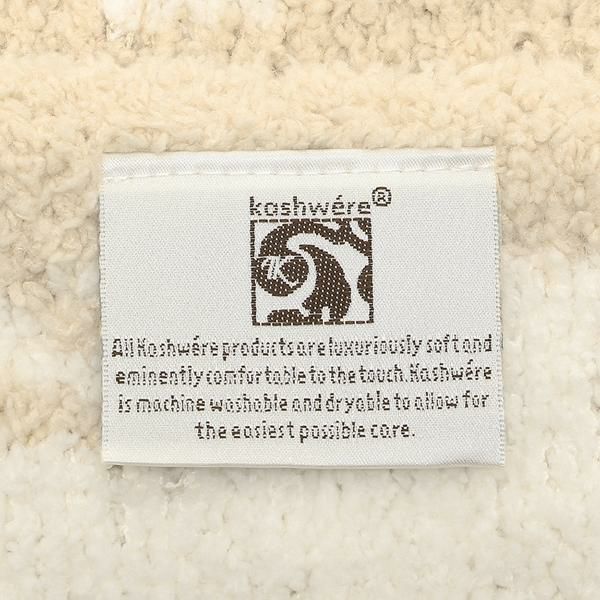 kashwére®
K
All Kashwére products are luxuriously soft and
eminently comfortable to the touch. Kashwére
is machine washable and dryable to allow for
the easiest possible care.